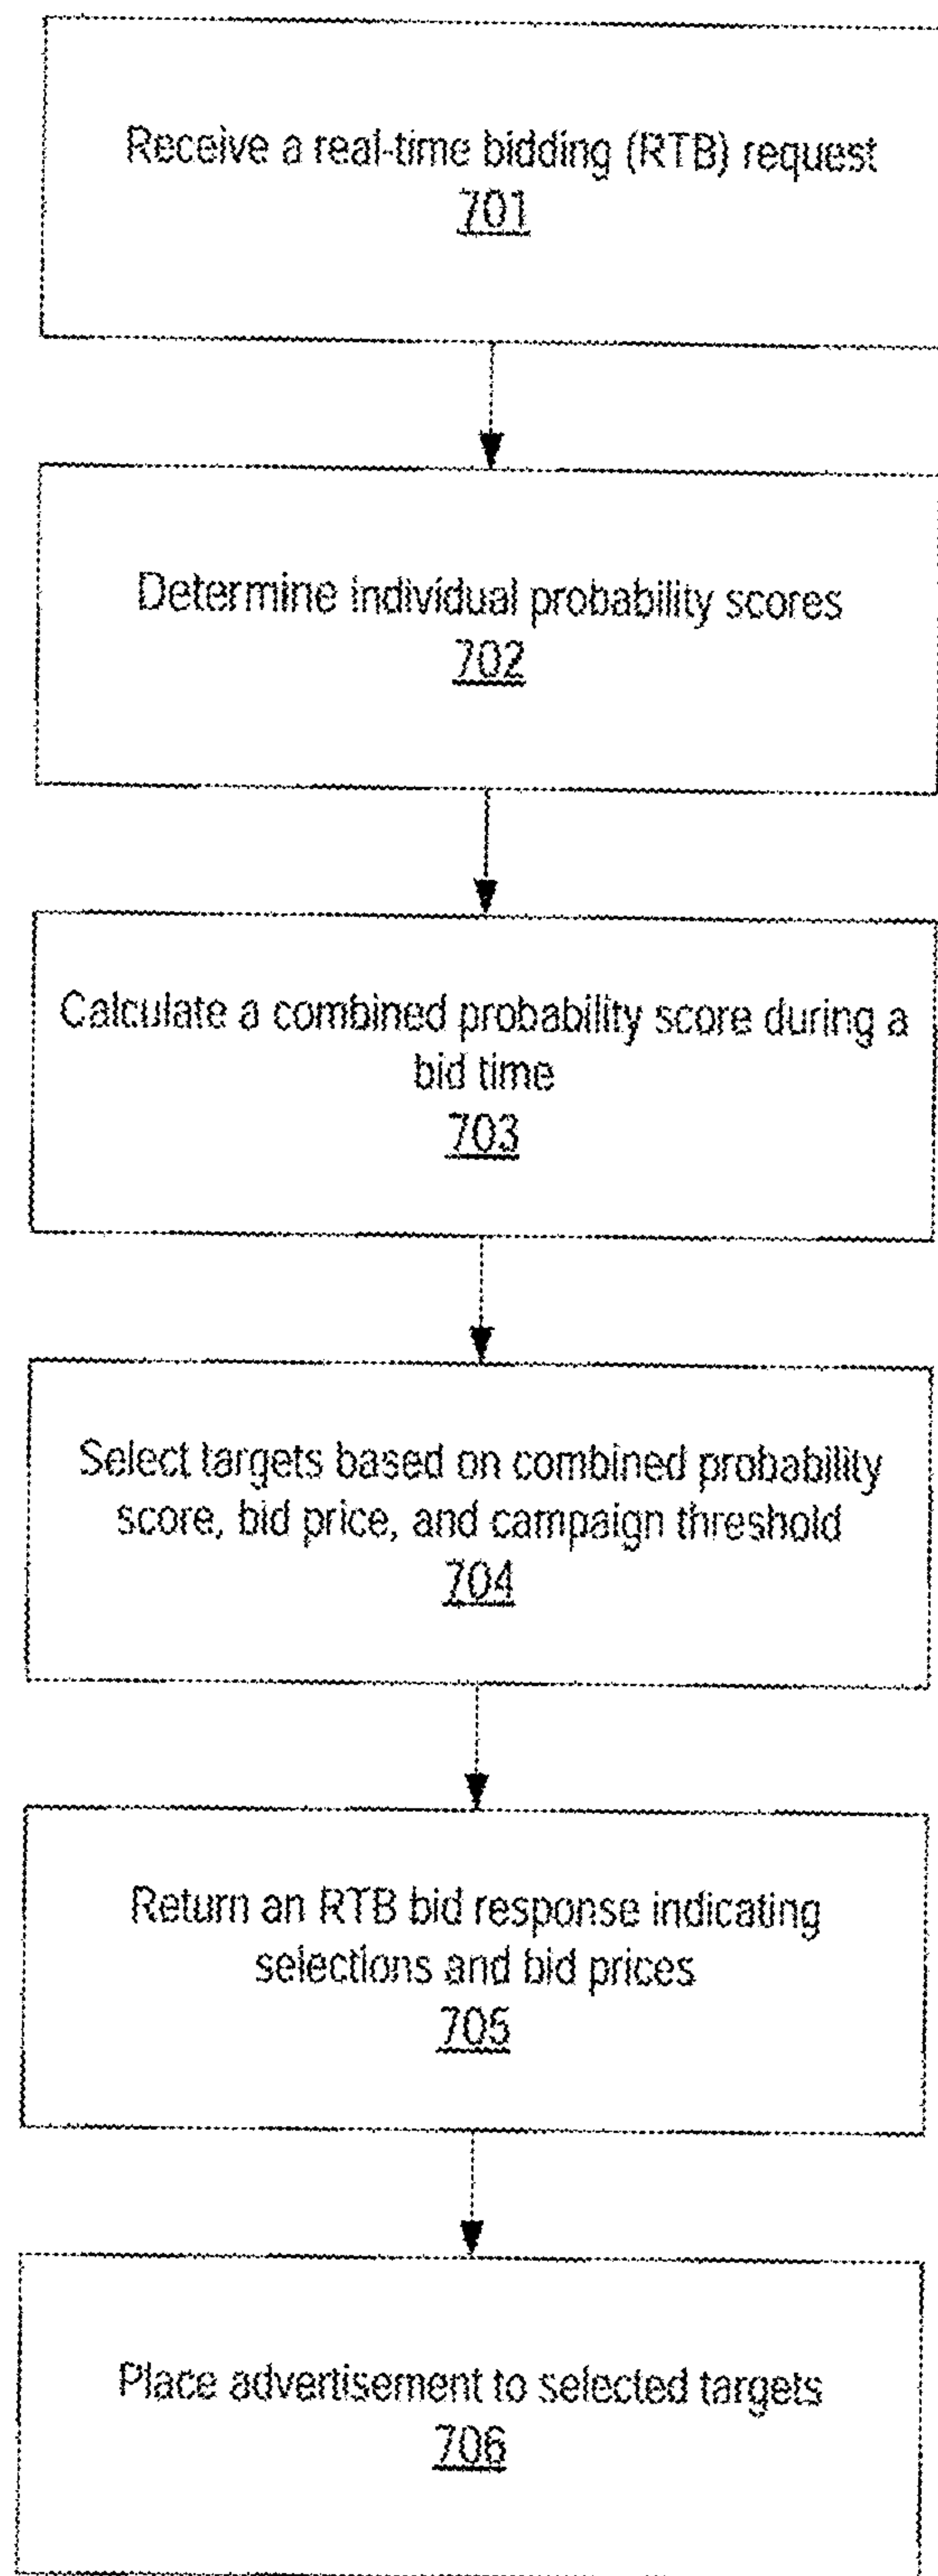 Receive a real-time bidding (RTB) request
701
Determine individual probability scores
702
Calculate a combined probability score during a
bid time
703
Select targets based on combined probability
score, bid price, and campaign threshold
704
Return an RTB bid response indicating
selections and bid prices
705
Place advertisement to selected targets
706